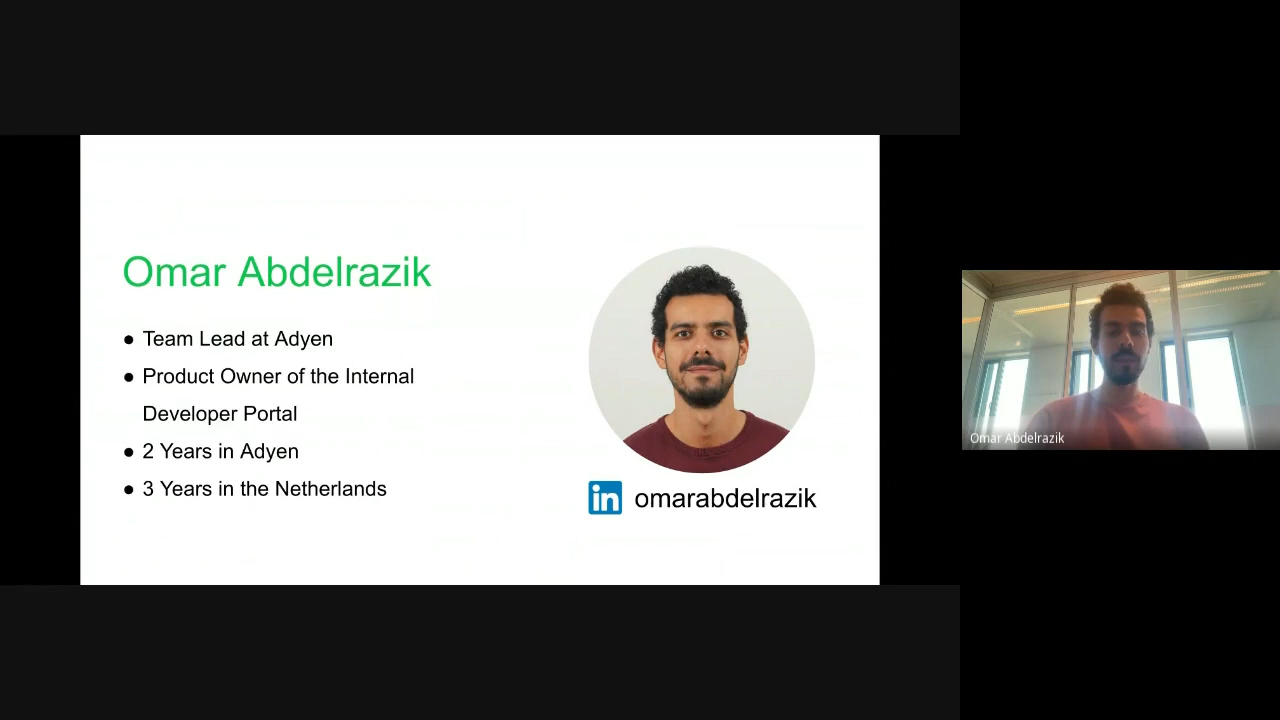 Omar Abdelrazik
● Team Lead at Adyen
● Product Owner of the Internal
Developer Portal
● 2 Years in Adyen
● 3 Years in the Netherlands
in omarabdelrazik
Omar Abdelrazik